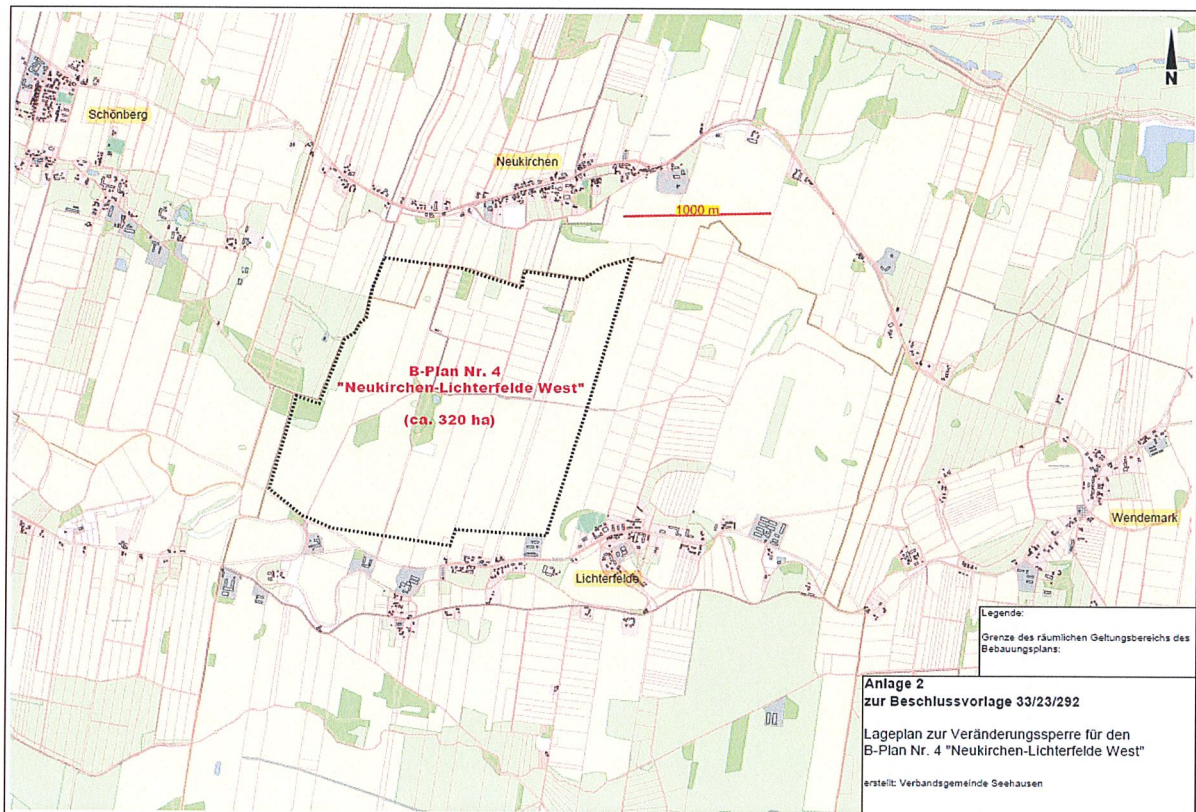 N
Schönberg
Neukirchen
1000 m
B-Plan Nr. 4
"Neukirchen-Lichterfelde West"
(ca. 320 ha)
Wendemark
Lichterfelde
Legende:
Grenze des räumlichen Geltungsbereichs des
Bebauungsplans:
Anlage 2
zur Beschlussvorlage 33/23/292
Lageplan zur Veränderungssperre für den
B-Plan Nr. 4 "Neukirchen-Lichterfelde West"
erstellt: Verbandsgemeinde Seehausen